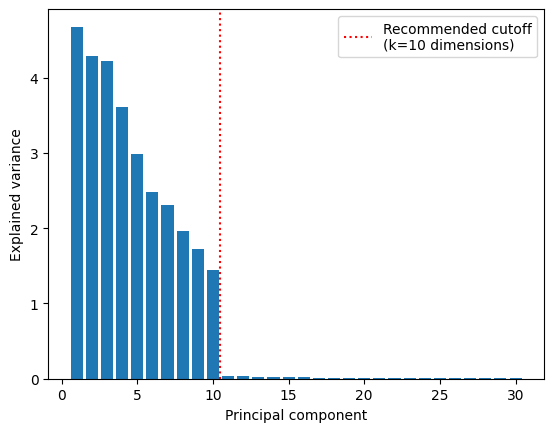 Recommended cutoff
(k=10 dimensions)
Explained variance
4
3
2
1
0
0 5 10 15 20 25 30
Principal component